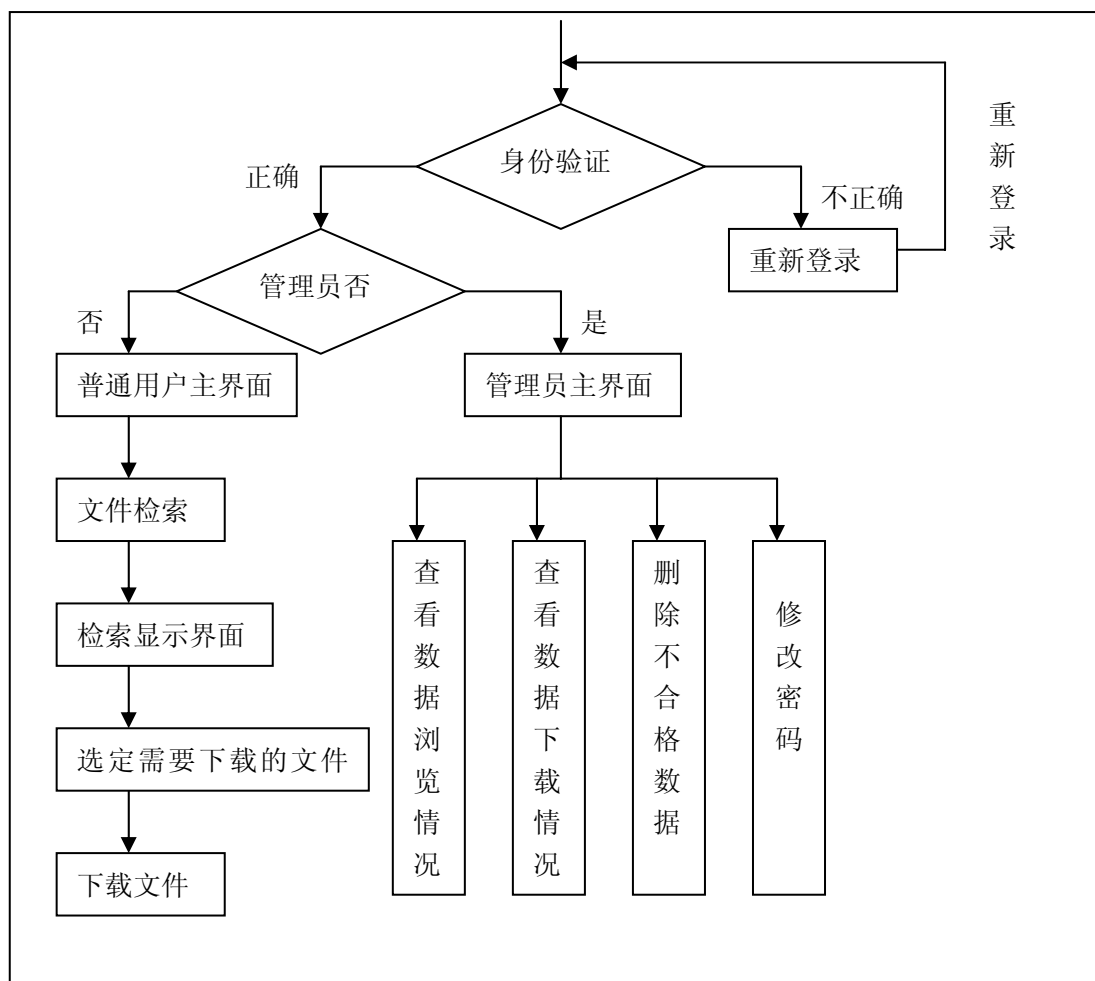 身份验证
正确
不正确
重新登录
重新登录
管理员否
否
是
普通用户主界面
管理员主界面
文件检索
检索显示界面
选定需要下载的文件
下载文件
查看数据浏览情况
查看数据下载情况
删除不合格数据
修改密码